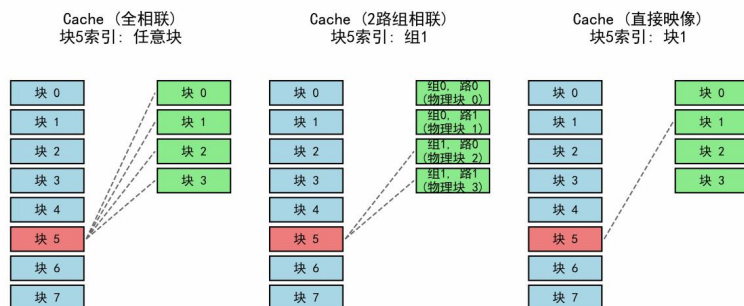 Cache (全相联)
块5索引: 任意块
块 0
块 1
块 2
块 3
块 4
块 5
块 6
块 7
块 0
块 1
块 2
块 3
Cache (2路组相联)
块5索引: 组1
块 0
块 1
块 2
块 3
块 4
块 5
块 6
块 7
组0, 路0
(物理块 0)
组0, 路1
(物理块 1)
组1, 路0
(物理块 2)
组1, 路1
(物理块 3)
Cache (直接映像)
块5索引: 块1
块 0
块 1
块 2
块 3
块 4
块 5
块 6
块 7
块 0
块 1
块 2
块 3